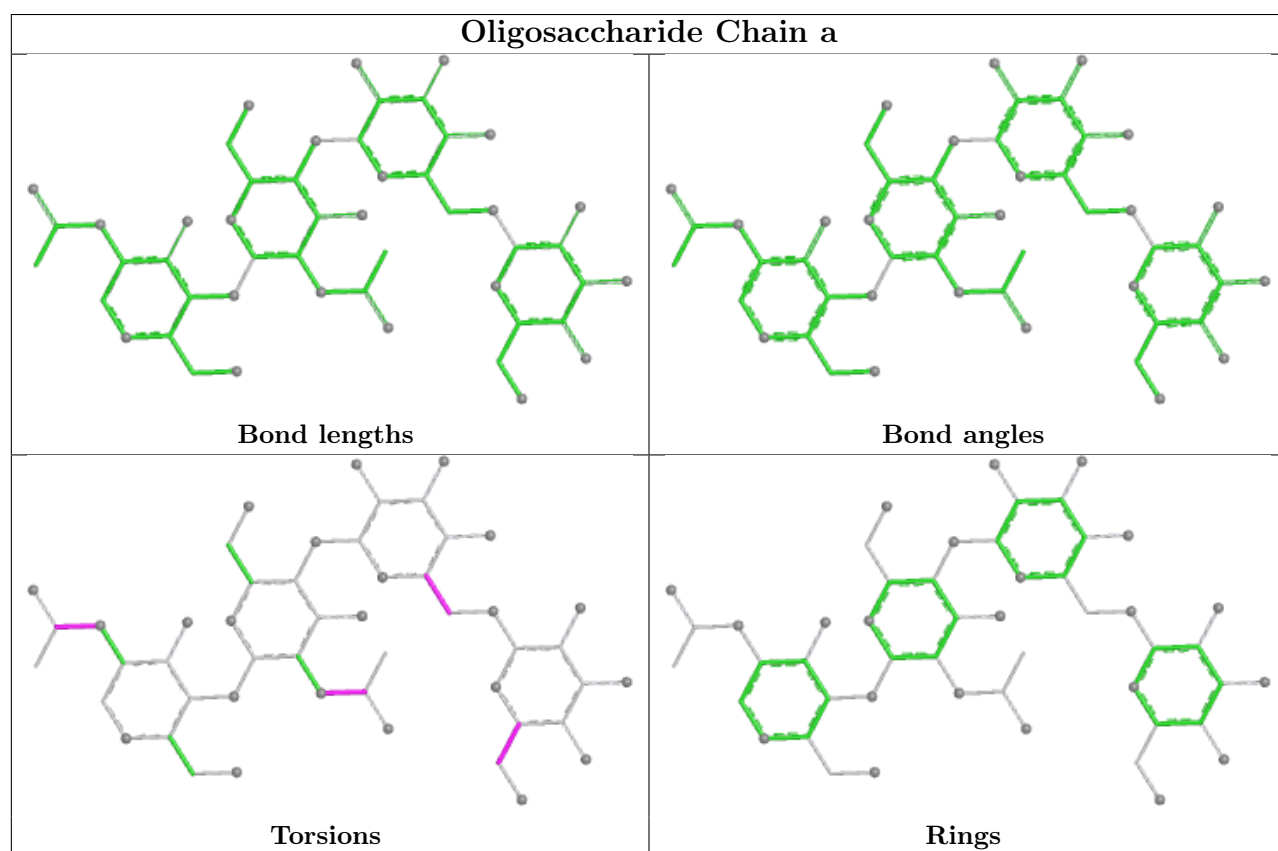 Oligosaccharide Chain a
Bond lengths
Bond angles
Torsions
Rings